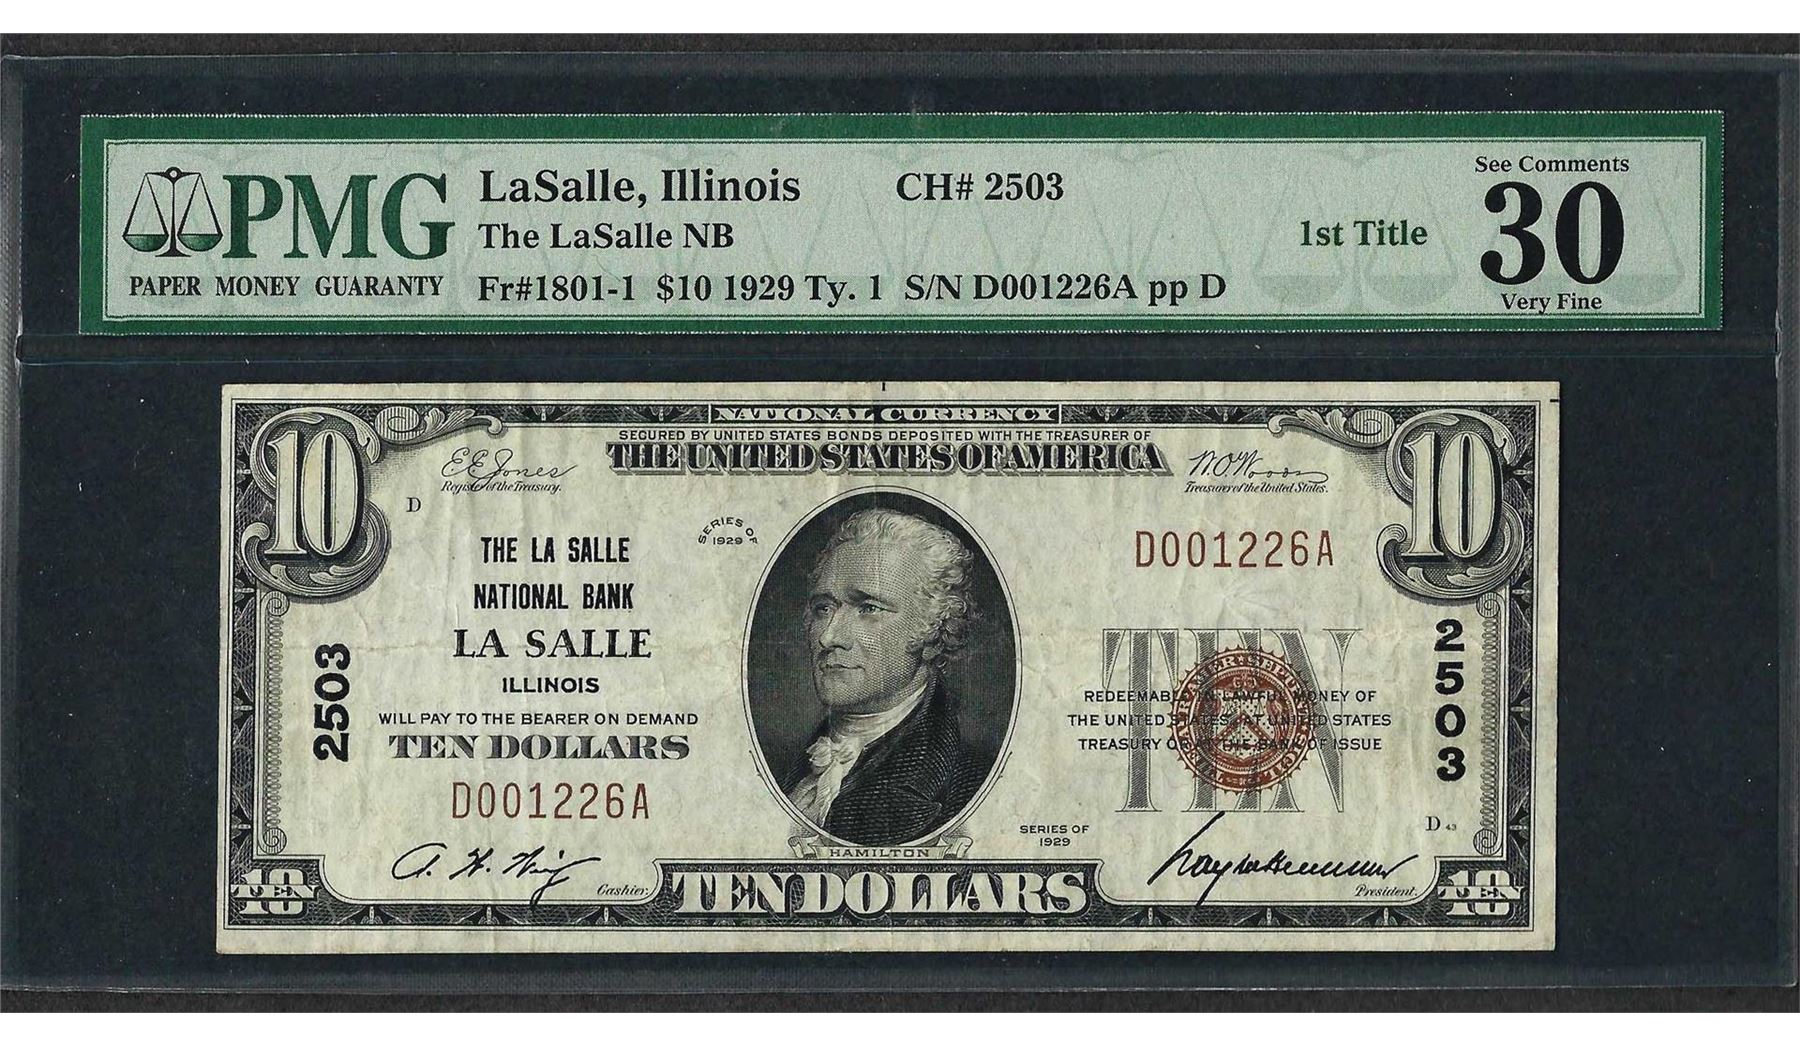 PMG
PAPER MONEY GUARANTY
LaSalle, Illinois CH# 2503
The LaSalle NB
Fr#1801-1 $10 1929 Ty. 1 S/N D001226A pp D
1st Title
See Comments
30
Very Fine
NATIONAL CURRENCY
SECURED BY UNITED STATES BONDS DEPOSITED WITH THE TREASURER OF
THE UNITED STATES OF AMERICA
10
10
E E Jones
Register of the Treasury.
W.O. Woods
Treasurer of the United States.
D
SERIES OF
1929
THE LA SALLE
NATIONAL BANK
LA SALLE
ILLINOIS
WILL PAY TO THE BEARER ON DEMAND
TEN DOLLARS
D001226A
D001226A
2503
2503
TEN
REDEEMABLE IN LAWFUL MONEY OF
THE UNITED STATES, AT UNITED STATES
TREASURY OR AT THE BANK OF ISSUE
SERIES OF
1929
D 43
HAMILTON
Cashier.
President.
10
TEN
TEN DOLLARS
10
TEN